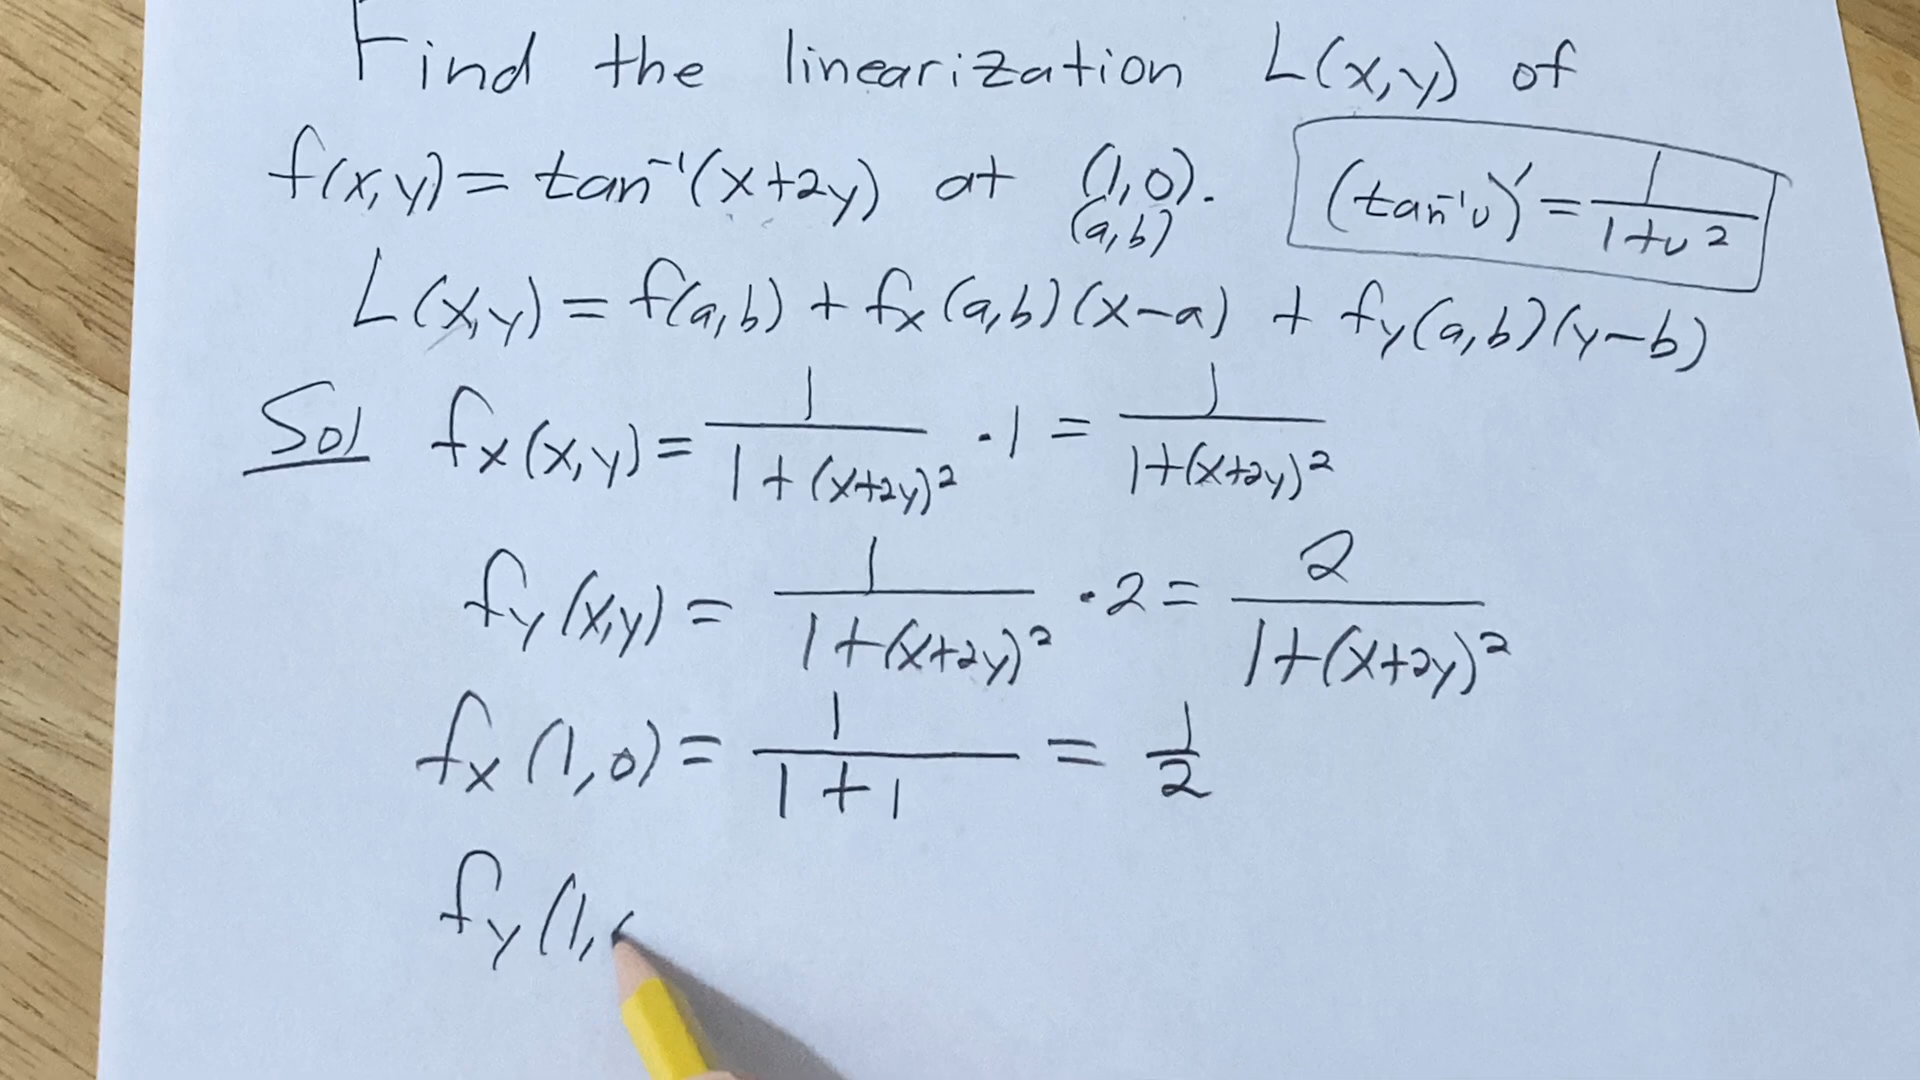 Find the linearization L(x,y) of
f(x,y) = tan⁻¹(x+2y) at (1,0).
(a,b)
(tan⁻¹u)′ = 1/(1+u²)
L(x,y) = f(a,b) + fx(a,b)(x-a) + fy(a,b)(y-b)
Sol fx(x,y) = 1/(1+(x+2y)²) · 1 = 1/(1+(x+2y)²)
fy(x,y) = 1/(1+(x+2y)²) · 2 = 2/(1+(x+2y)²)
fx(1,0) = 1/(1+1) = 1/2
fy(1,